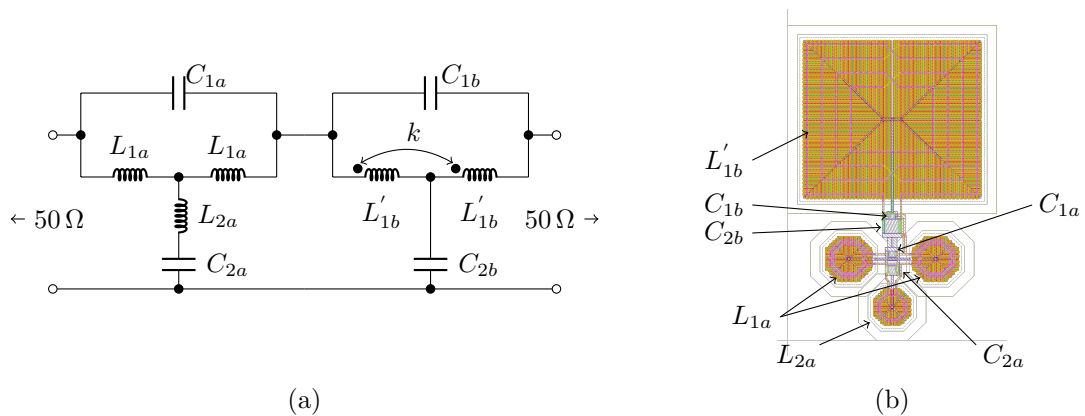 C₁ₐ
C₁b
L₁ₐ
L₁ₐ
k
L₂ₐ
L′₁b
L′₁b
← 50 Ω
50 Ω →
C₂ₐ
C₂b
(a)
L′₁b
C₁b
C₁ₐ
C₂b
L₁ₐ
L₂ₐ
C₂ₐ
(b)